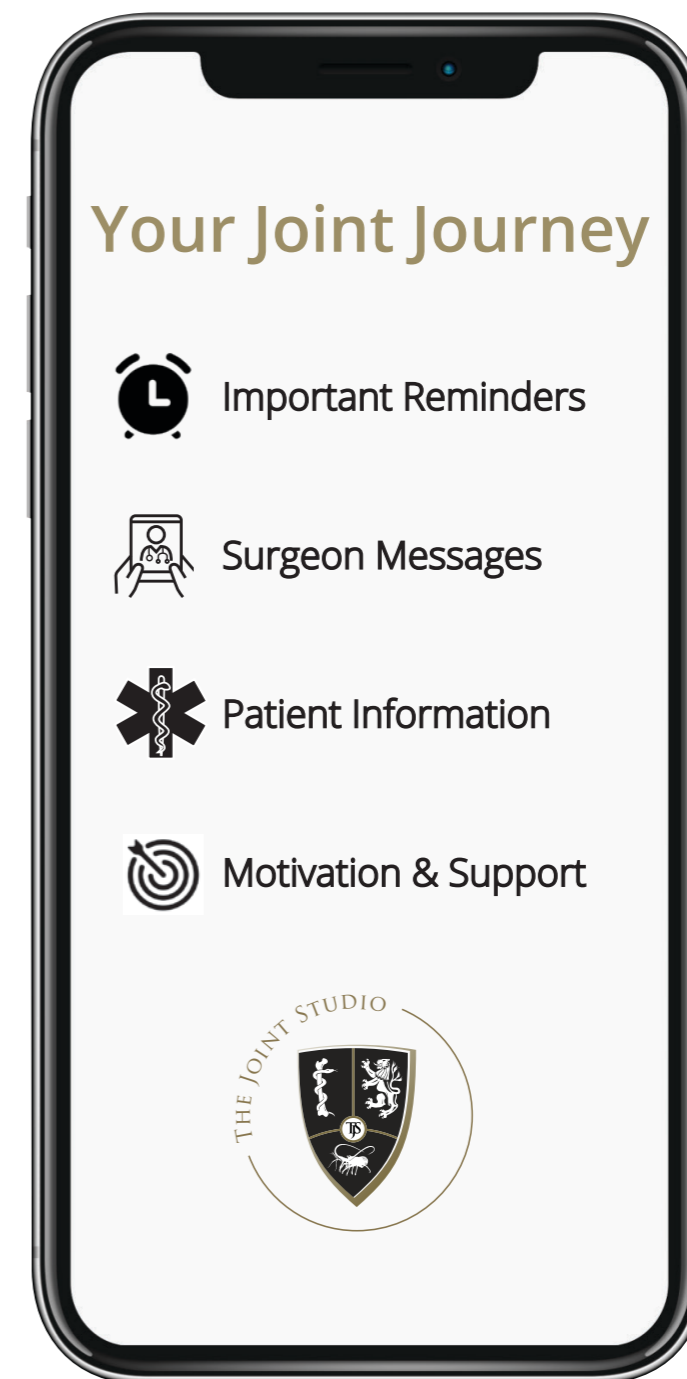 Your Joint Journey
Important Reminders
Surgeon Messages
Patient Information
Motivation & Support
THE JOINT STUDIO
TJS